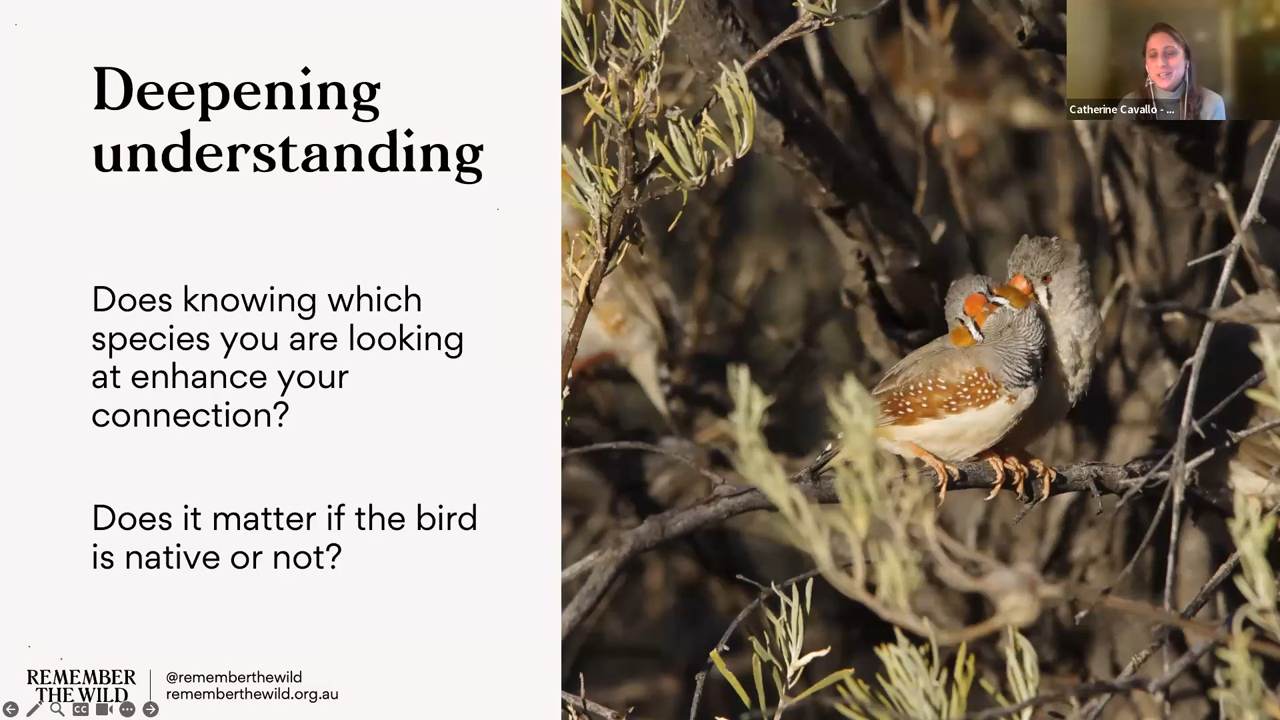 Deepening
understanding
Does knowing which
species you are looking
at enhance your
connection?
Does it matter if the bird
is native or not?
REMEMBER
THE WILD
@rememberthewild
rememberthewild.org.au
Catherine Cavallo - ...
CC